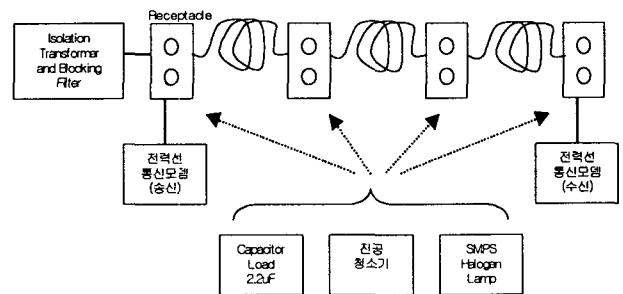 Receptacle
Isolation
Transformar
and Blocking
Filter
전력선
통신모뎀
(송신)
전력선
통신모뎀
(수신)
Capacitor
Load
2.2uF
진공
청소기
SMPS
Halogen
Lamp